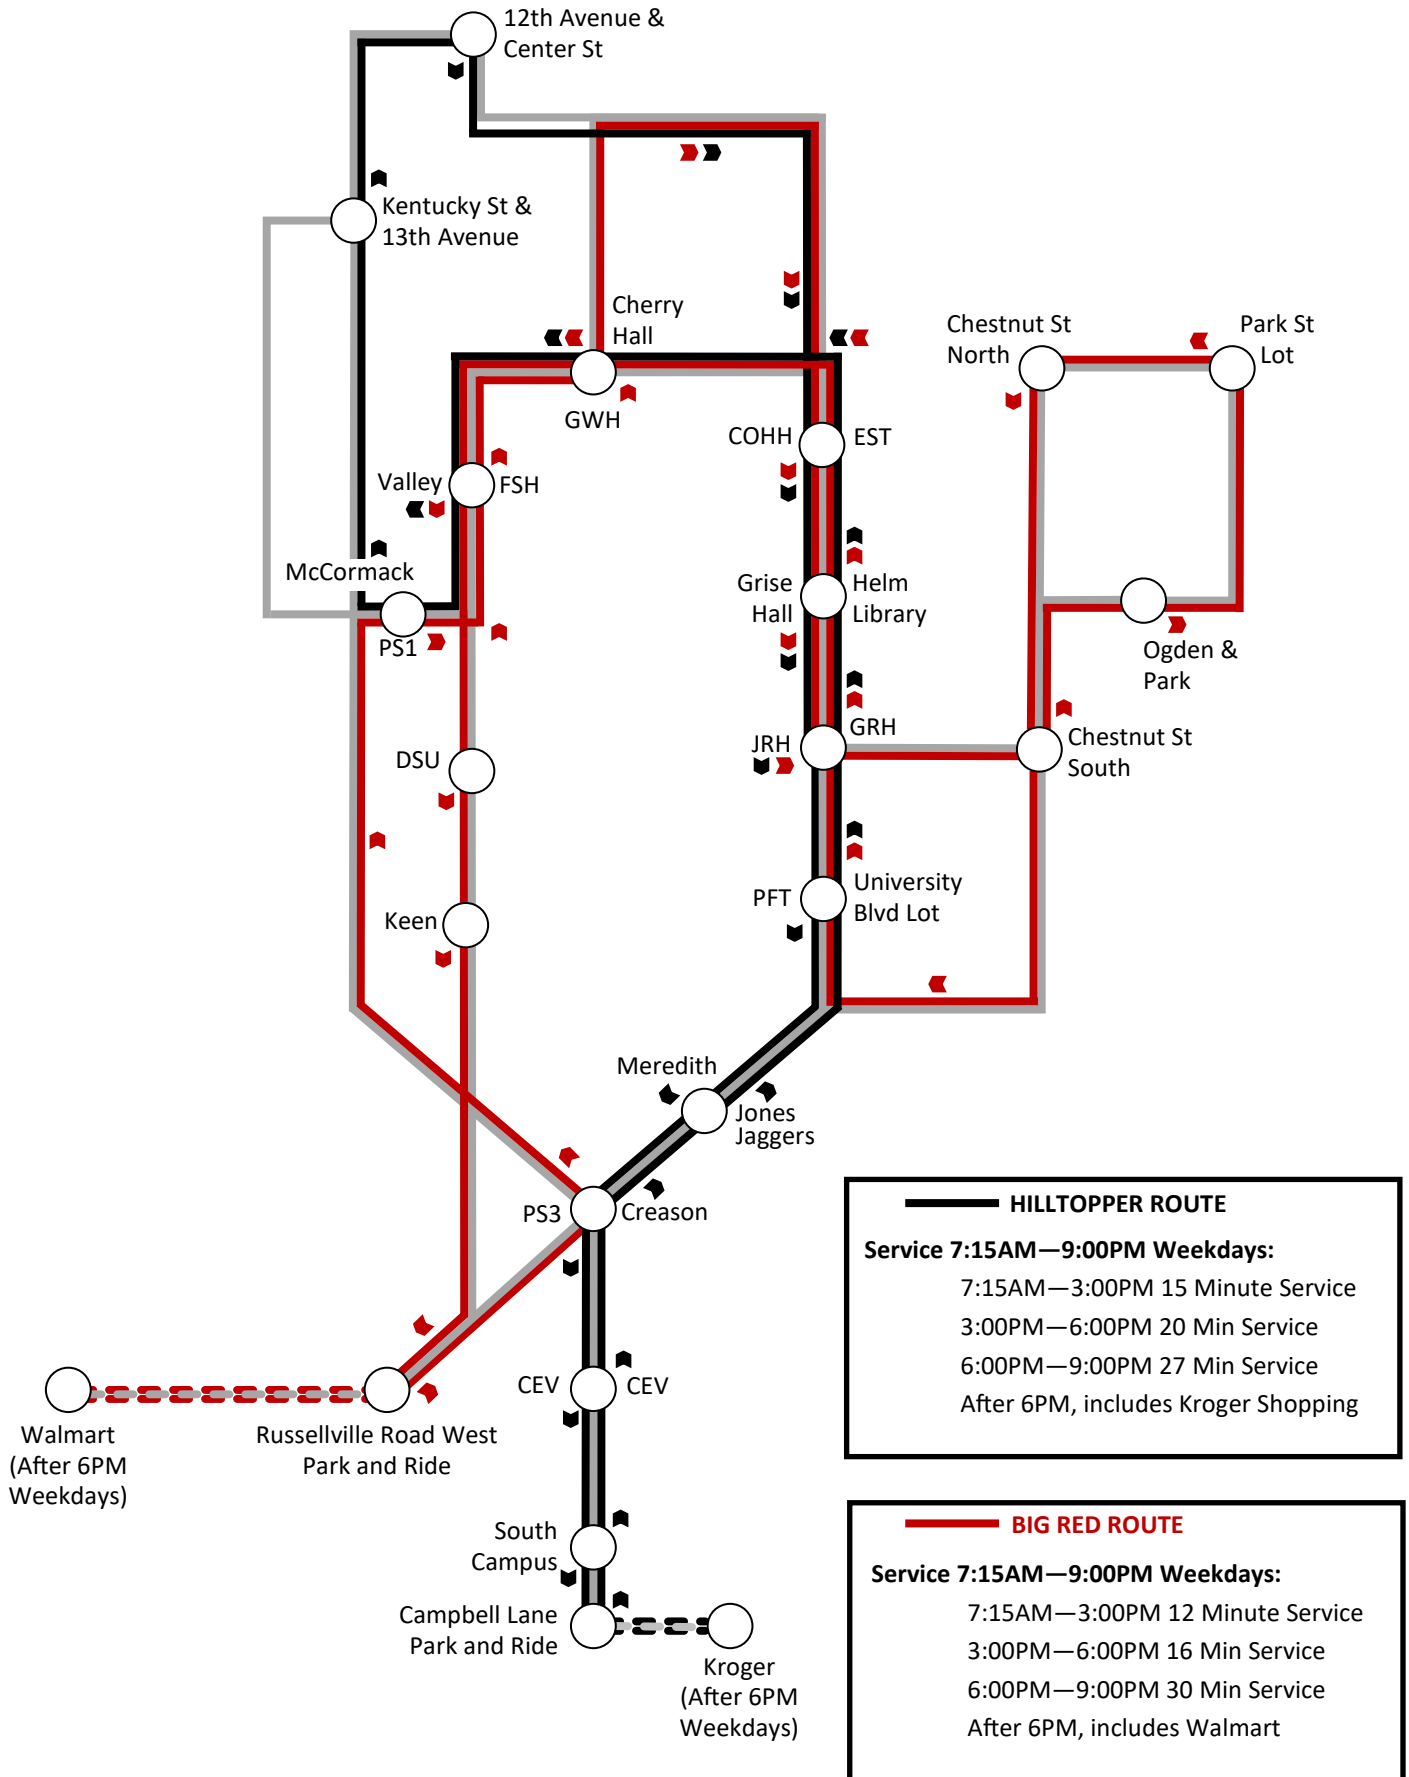 12th Avenue &
Center St
Kentucky St &
13th Avenue
Cherry
Hall
GWH
Chestnut St
North
Park St
Lot
COHH
EST
Valley
FSH
McCormack
PS1
Grise
Hall
Helm
Library
Ogden &
Park
JRH
GRH
Chestnut St
South
DSU
Keen
PFT
University
Blvd Lot
Meredith
Jones
Jaggers
PS3
Creason
CEV
CEV
Walmart
(After 6PM
Weekdays)
Russellville Road West
Park and Ride
South
Campus
Campbell Lane
Park and Ride
Kroger
(After 6PM
Weekdays)
HILLTOPPER ROUTE
Service 7:15AM—9:00PM Weekdays:
7:15AM—3:00PM 15 Minute Service
3:00PM—6:00PM 20 Min Service
6:00PM—9:00PM 27 Min Service
After 6PM, includes Kroger Shopping
BIG RED ROUTE
Service 7:15AM—9:00PM Weekdays:
7:15AM—3:00PM 12 Minute Service
3:00PM—6:00PM 16 Min Service
6:00PM—9:00PM 30 Min Service
After 6PM, includes Walmart